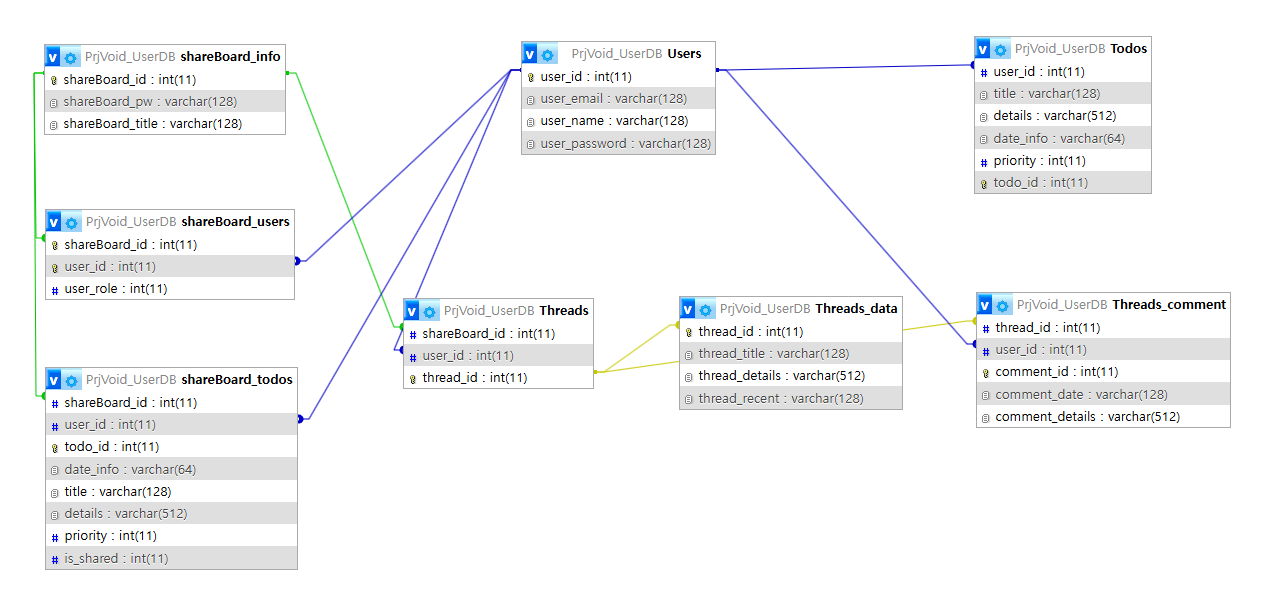 PrjVoid_UserDB shareBoard_info
shareBoard_id : int(11)
shareBoard_pw : varchar(128)
shareBoard_title : varchar(128)
PrjVoid_UserDB Users
user_id : int(11)
user_email : varchar(128)
user_name : varchar(128)
user_password : varchar(128)
PrjVoid_UserDB Todos
user_id : int(11)
title : varchar(128)
details : varchar(512)
date_info : varchar(64)
priority : int(11)
todo_id : int(11)
PrjVoid_UserDB shareBoard_users
shareBoard_id : int(11)
user_id : int(11)
user_role : int(11)
PrjVoid_UserDB Threads
shareBoard_id : int(11)
user_id : int(11)
thread_id : int(11)
PrjVoid_UserDB Threads_data
thread_id : int(11)
thread_title : varchar(128)
thread_details : varchar(512)
thread_recent : varchar(128)
PrjVoid_UserDB Threads_comment
thread_id : int(11)
user_id : int(11)
comment_id : int(11)
comment_date : varchar(128)
comment_details : varchar(512)
PrjVoid_UserDB shareBoard_todos
shareBoard_id : int(11)
user_id : int(11)
todo_id : int(11)
date_info : varchar(64)
title : varchar(128)
details : varchar(512)
priority : int(11)
is_shared : int(11)